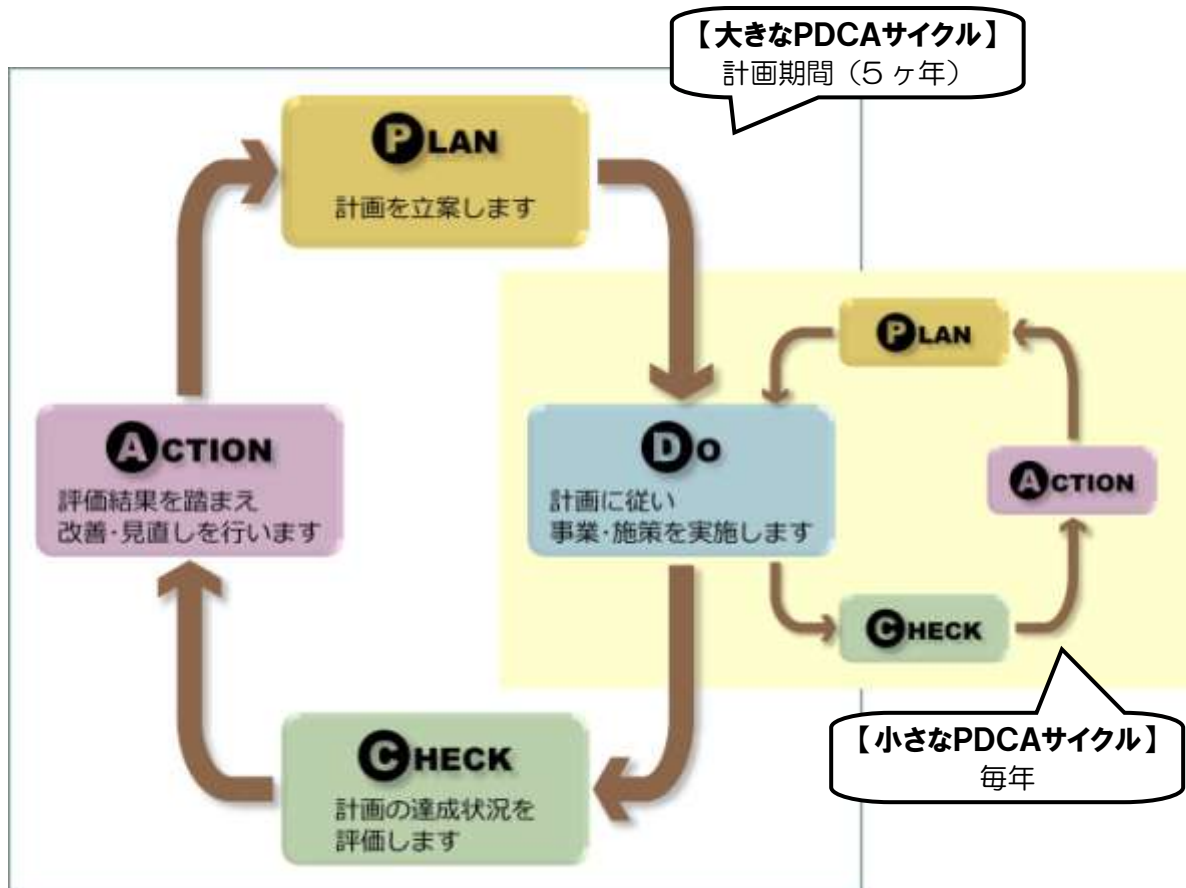 【大きなPDCAサイクル】
計画期間（5ヶ年）
PLAN
計画を立案します
PLAN
ACTION
評価結果を踏まえ
改善・見直しを行います
DO
計画に従い
事業・施策を実施します
ACTION
CHECK
CHECK
計画の達成状況を
評価します
【小さなPDCAサイクル】
毎年